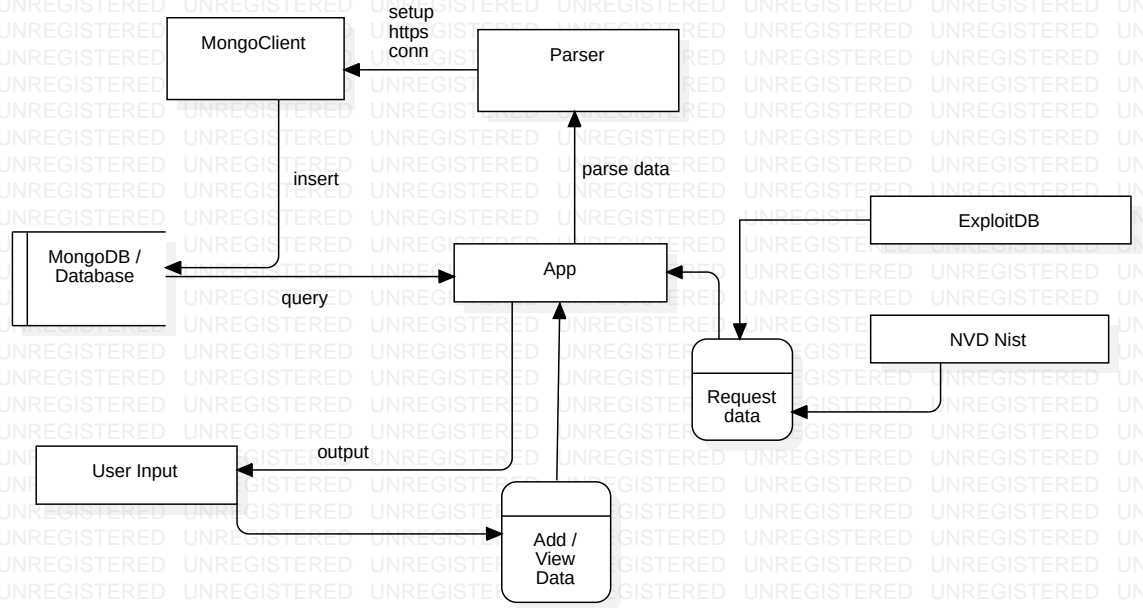 setup
https
conn
MongoClient
Parser
insert
parse data
ExploitDB
MongoDB /
Database
App
query
NVD Nist
Request
data
output
User Input
Add /
View
Data
UNREGISTERED